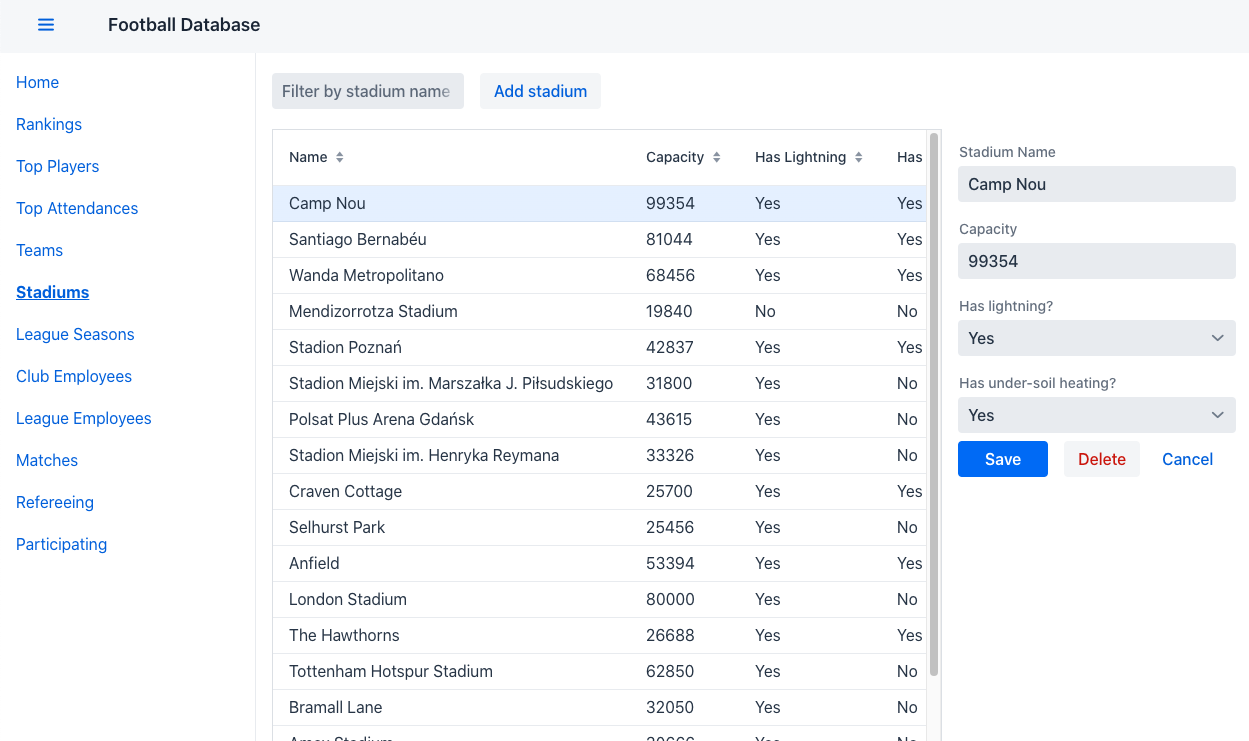 Football Database
Home
Rankings
Top Players
Top Attendances
Teams
Stadiums
League Seasons
Club Employees
League Employees
Matches
Refereeing
Participating
Filter by stadium name
Add stadium
Name Capacity Has Lightning Has
Camp Nou 99354 Yes Yes
Santiago Bernabéu 81044 Yes Yes
Wanda Metropolitano 68456 Yes Yes
Mendizorrotza Stadium 19840 No No
Stadion Poznań 42837 Yes Yes
Stadion Miejski im. Marszałka J. Piłsudskiego 31800 Yes No
Polsat Plus Arena Gdańsk 43615 Yes No
Stadion Miejski im. Henryka Reymana 33326 Yes No
Craven Cottage 25700 Yes Yes
Selhurst Park 25456 Yes No
Anfield 53394 Yes Yes
London Stadium 80000 Yes No
The Hawthorns 26688 Yes Yes
Tottenham Hotspur Stadium 62850 Yes No
Bramall Lane 32050 Yes No
Stadium Name
Camp Nou
Capacity
99354
Has lightning?
Yes
Has under-soil heating?
Yes
Save Delete Cancel